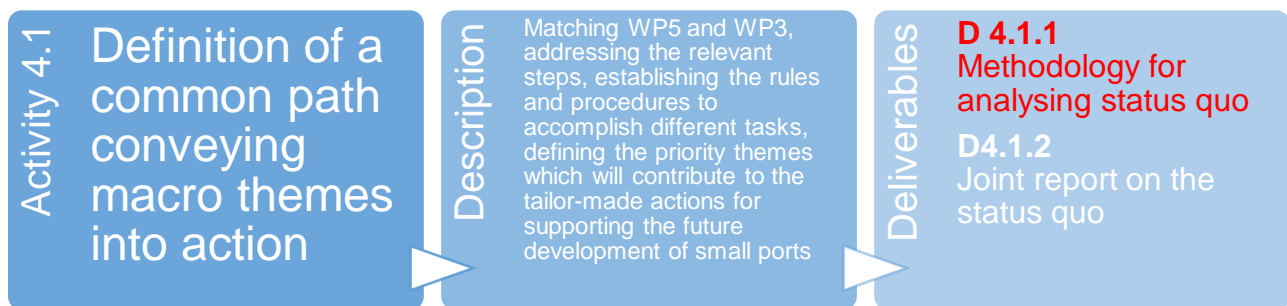 Activity 4.1
Definition of a
common path
conveying
macro themes
into action
Description
Matching WP5 and WP3,
addressing the relevant
steps, establishing the rules
and procedures to
accomplish different tasks,
defining the priority themes
which will contribute to the
tailor-made actions for
supporting the future
development of small ports
Deliverables
D 4.1.1
Methodology for
analysing status quo
D4.1.2
Joint report on the
status quo